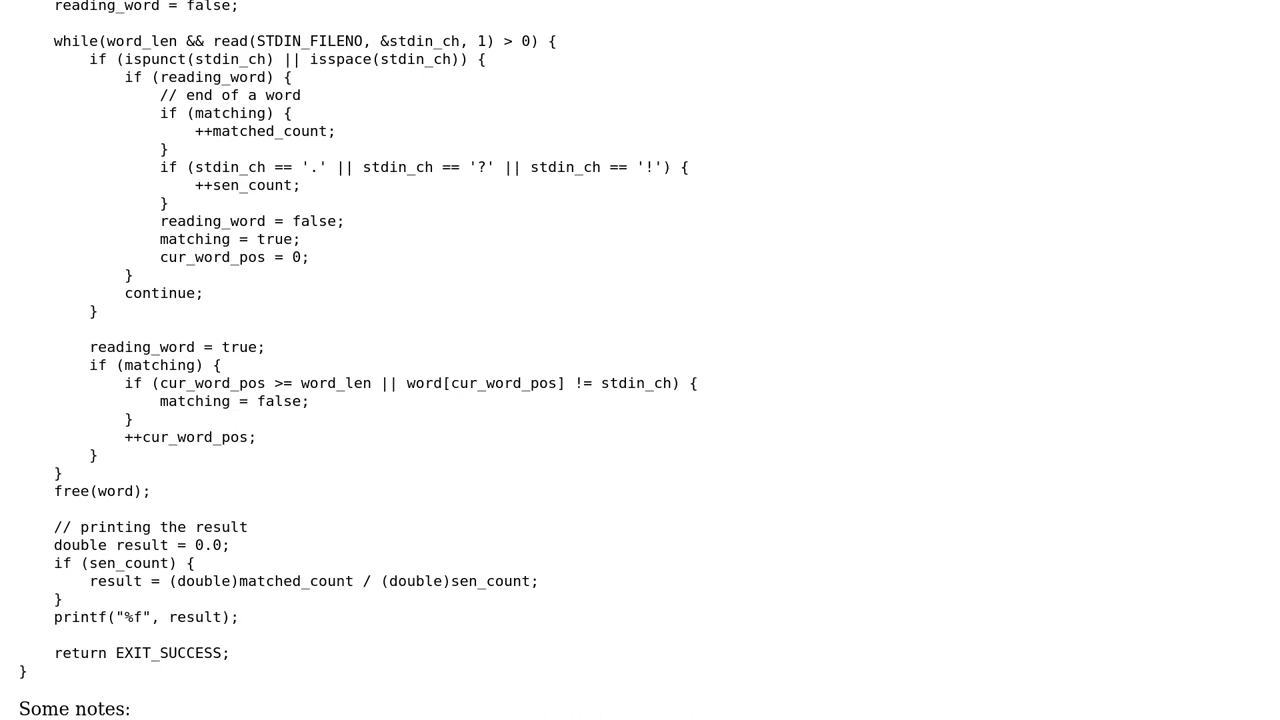 reading_word = false;

    while(word_len && read(STDIN_FILENO, &stdin_ch, 1) > 0) {
        if (ispunct(stdin_ch) || isspace(stdin_ch)) {
            if (reading_word) {
                // end of a word
                if (matching) {
                    ++matched_count;
                }
                if (stdin_ch == '.' || stdin_ch == '?' || stdin_ch == '!') {
                    ++sen_count;
                }
                reading_word = false;
                matching = true;
                cur_word_pos = 0;
            }
            continue;
        }

        reading_word = true;
        if (matching) {
            if (cur_word_pos >= word_len || word[cur_word_pos] != stdin_ch) {
                matching = false;
            }
            ++cur_word_pos;
        }
    }
    free(word);

    // printing the result
    double result = 0.0;
    if (sen_count) {
        result = (double)matched_count / (double)sen_count;
    }
    printf("%f", result);

    return EXIT_SUCCESS;
}
Some notes: